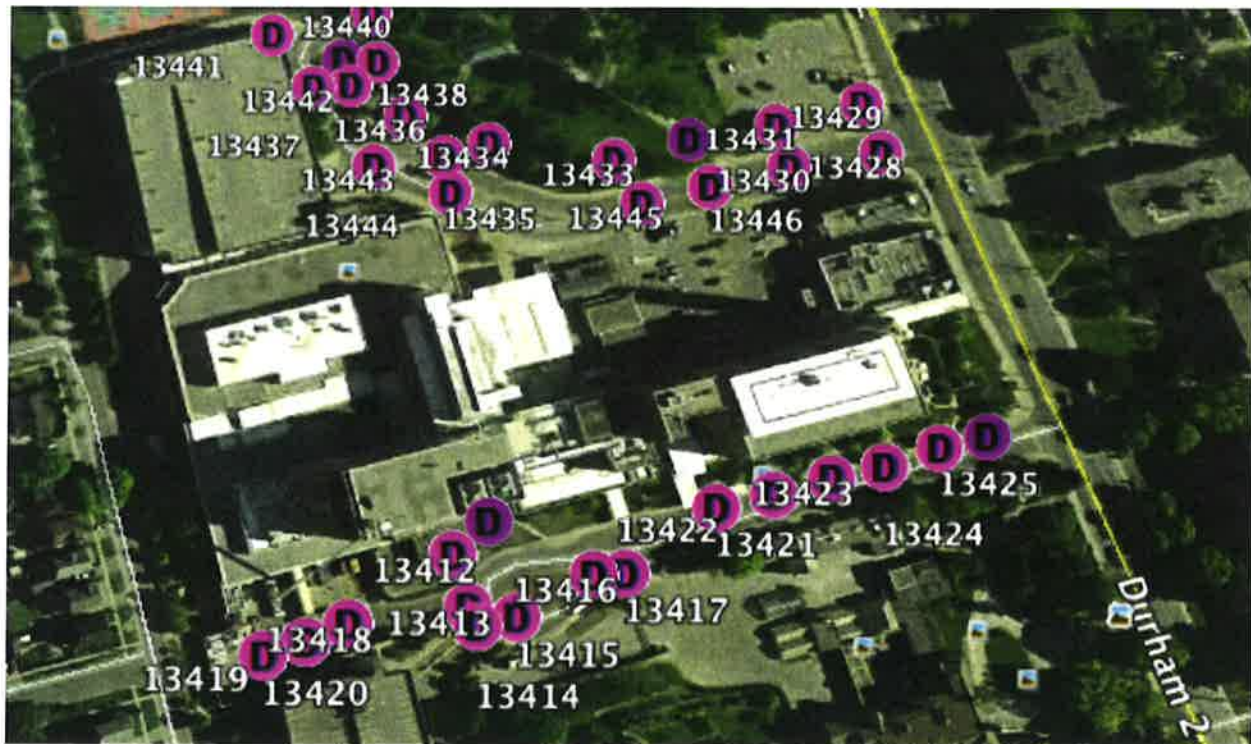 D 13440
D
13441
D D
D D
13442 13438
D
13436
13437
D D 13434
D
13443
D
13435
13444
D 13431
D 13429
D
13433
D 13428
D 13430
D 13445
D 13446
D 13425
D
D
D 13423
D
D 13422
13421
13424
D
D 13412
D 13416
D 13417
D 13413
D D 13415
13414
D 13418
D
13419 D
13420
Durham 2